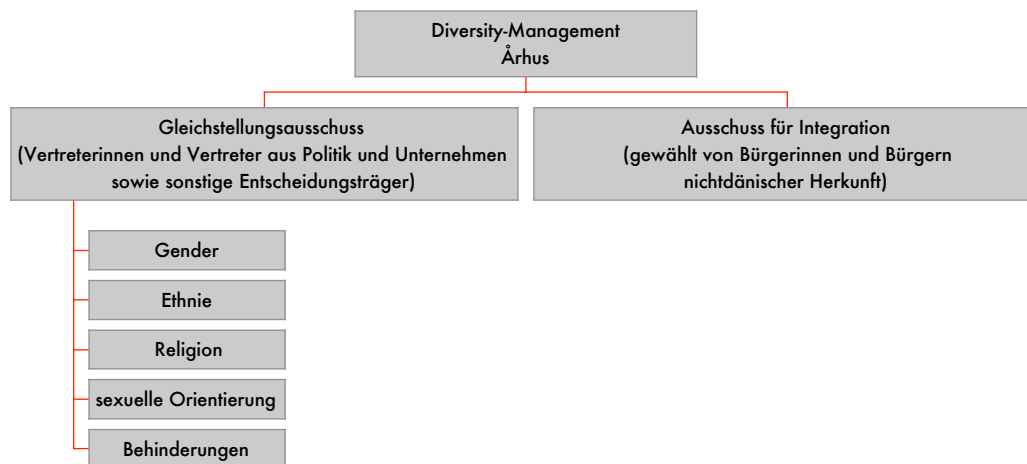 Diversity-Management
Århus
Gleichstellungsausschuss
(Vertreterinnen und Vertreter aus Politik und Unternehmen
sowie sonstige Entscheidungsträger)
Ausschuss für Integration
(gewählt von Bürgerinnen und Bürgern
nichtdänischer Herkunft)
Gender
Ethnie
Religion
sexuelle Orientierung
Behinderungen